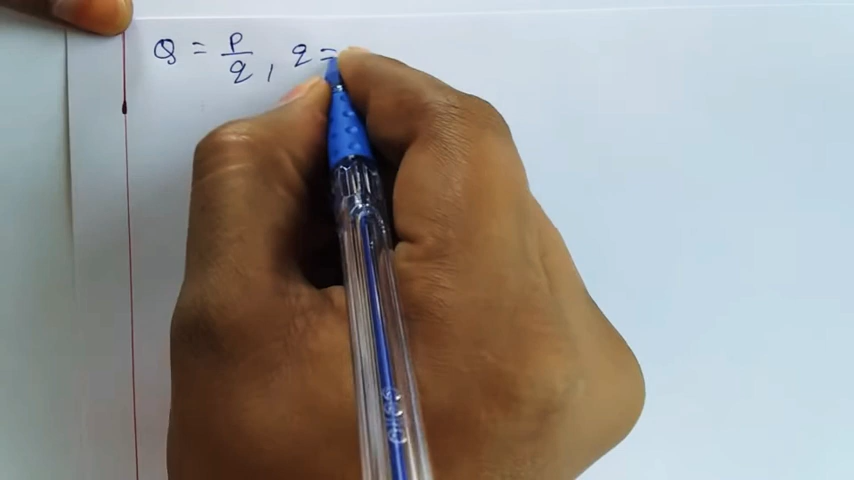 Q = p/q, q =